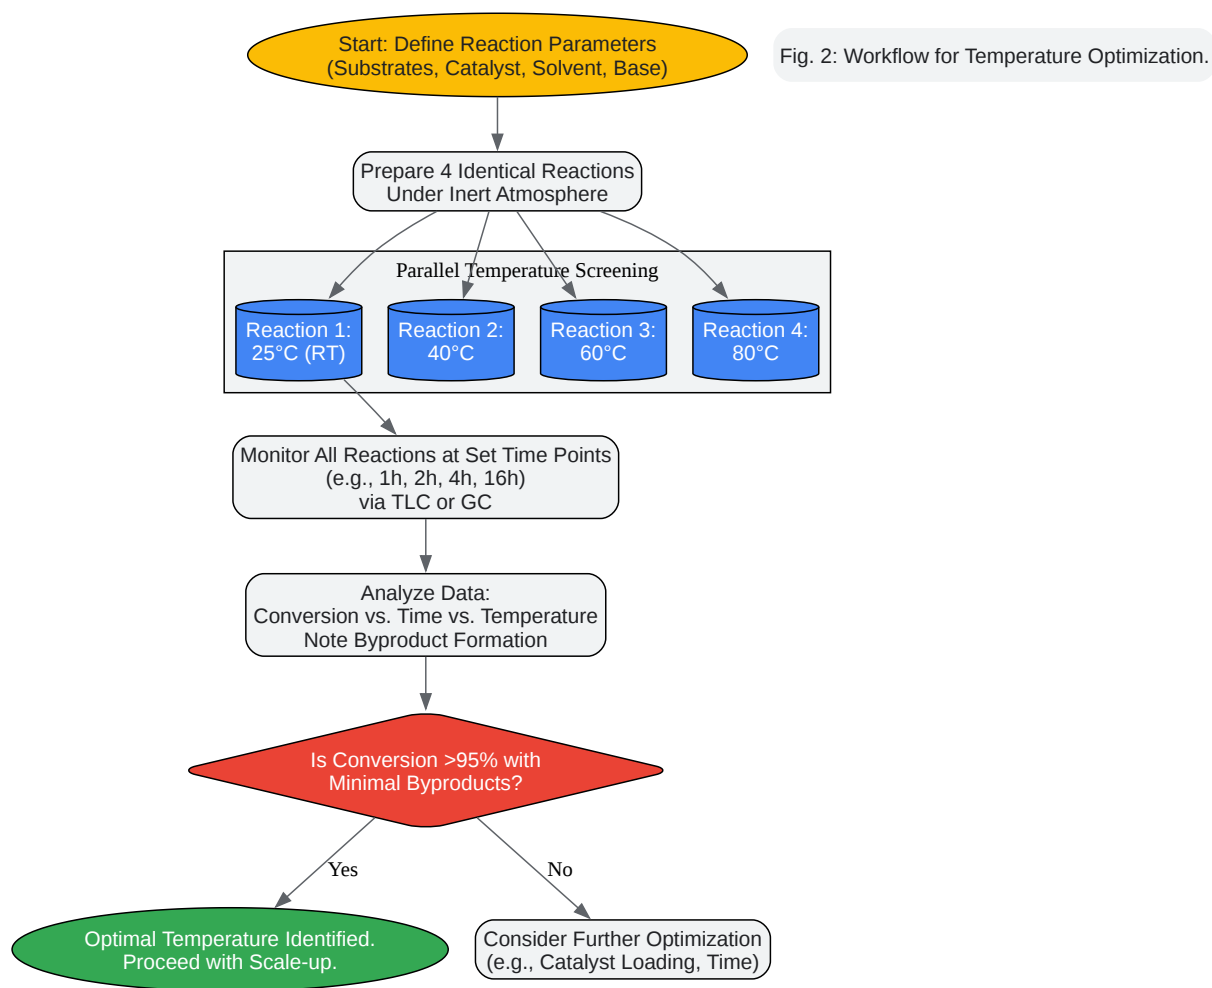 Start: Define Reaction Parameters
(Substrates, Catalyst, Solvent, Base)
Fig. 2: Workflow for Temperature Optimization.
Prepare 4 Identical Reactions
Under Inert Atmosphere
Parallel Temperature Screening
Reaction 1:
25°C (RT)
Reaction 2:
40°C
Reaction 3:
60°C
Reaction 4:
80°C
Monitor All Reactions at Set Time Points
(e.g., 1h, 2h, 4h, 16h)
via TLC or GC
Analyze Data:
Conversion vs. Time vs. Temperature
Note Byproduct Formation
Is Conversion >95% with
Minimal Byproducts?
Yes
No
Optimal Temperature Identified.
Proceed with Scale-up.
Consider Further Optimization
(e.g., Catalyst Loading, Time)